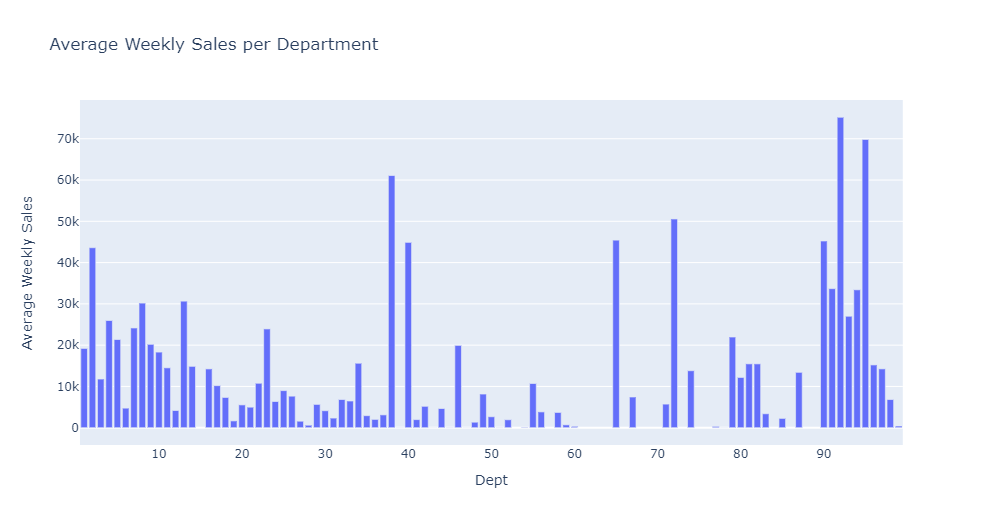 Average Weekly Sales per Department
Average Weekly Sales
70k
60k
50k
40k
30k
20k
10k
0
10 20 30 40 50 60 70 80 90
Dept